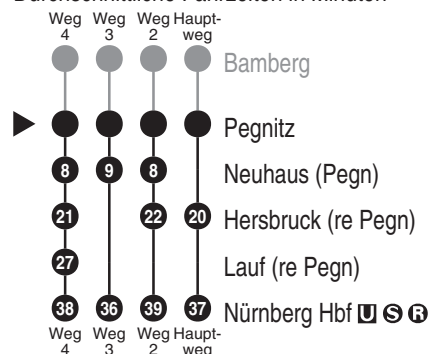 Durchschnittliche Fahrzeiten in Minuten
Weg 4 Weg 3 Weg 2 Haupt-weg
Bamberg
Pegnitz
8 9 8 Neuhaus (Pegn)
21 22 20 Hersbruck (re Pegn)
27 Lauf (re Pegn)
38 36 39 37 Nürnberg Hbf U S R
Weg 4 Weg 3 Weg 2 Haupt-weg